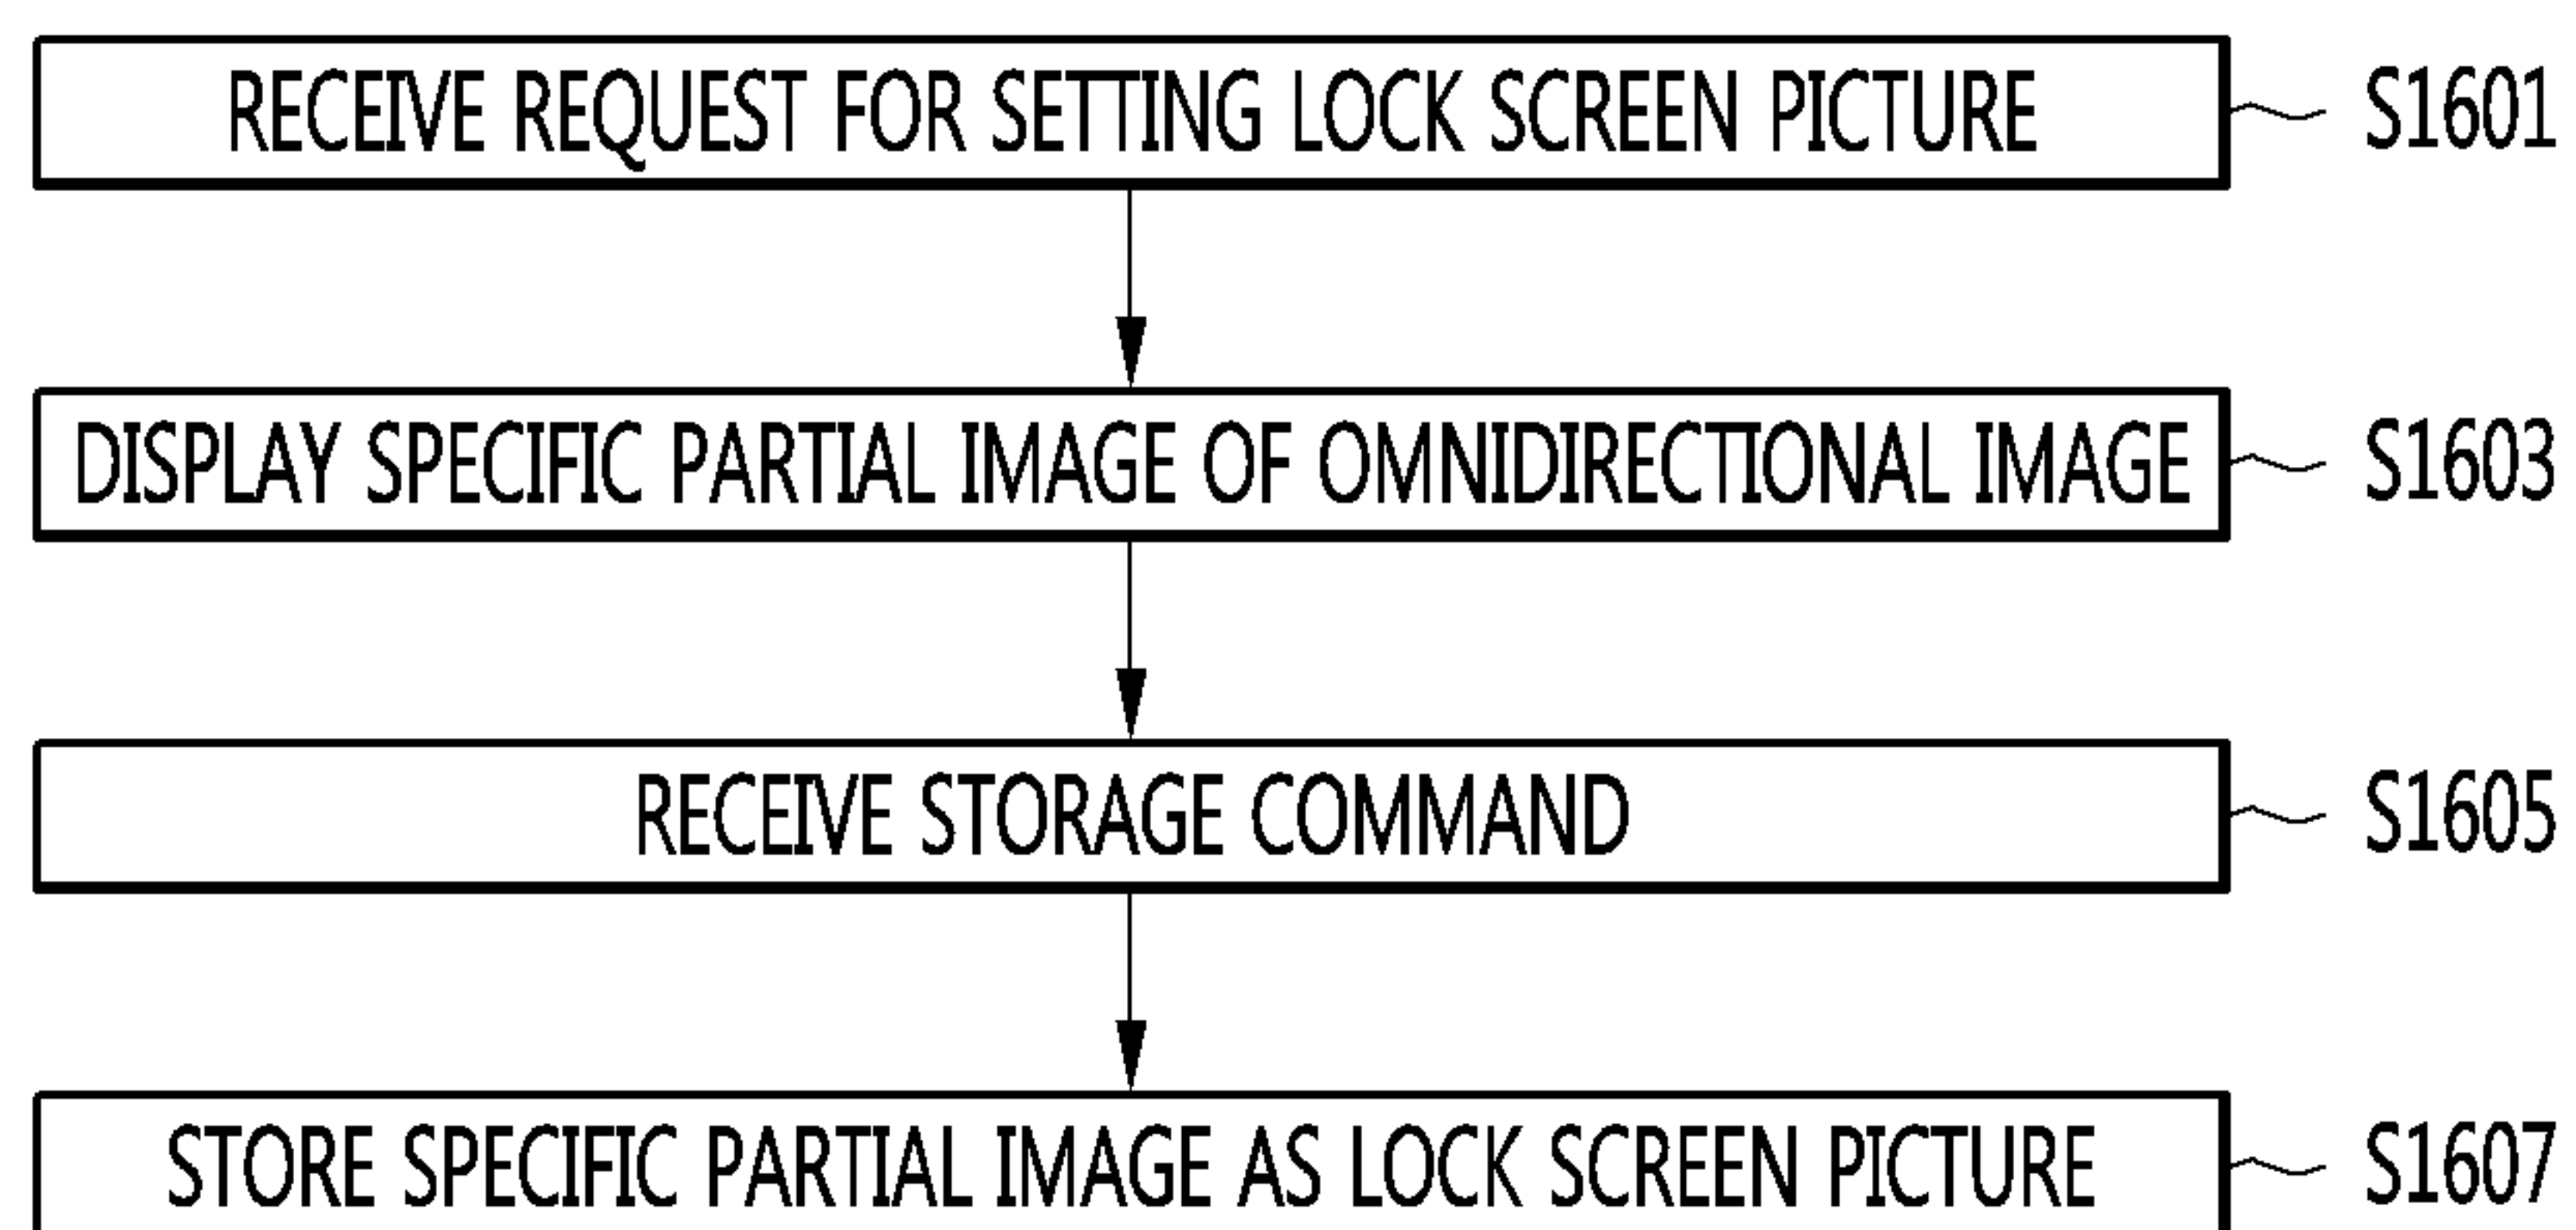 RECEIVE REQUEST FOR SETTING LOCK SCREEN PICTURE S1601
DISPLAY SPECIFIC PARTIAL IMAGE OF OMNIDIRECTIONAL IMAGE S1603
RECEIVE STORAGE COMMAND S1605
STORE SPECIFIC PARTIAL IMAGE AS LOCK SCREEN PICTURE S1607